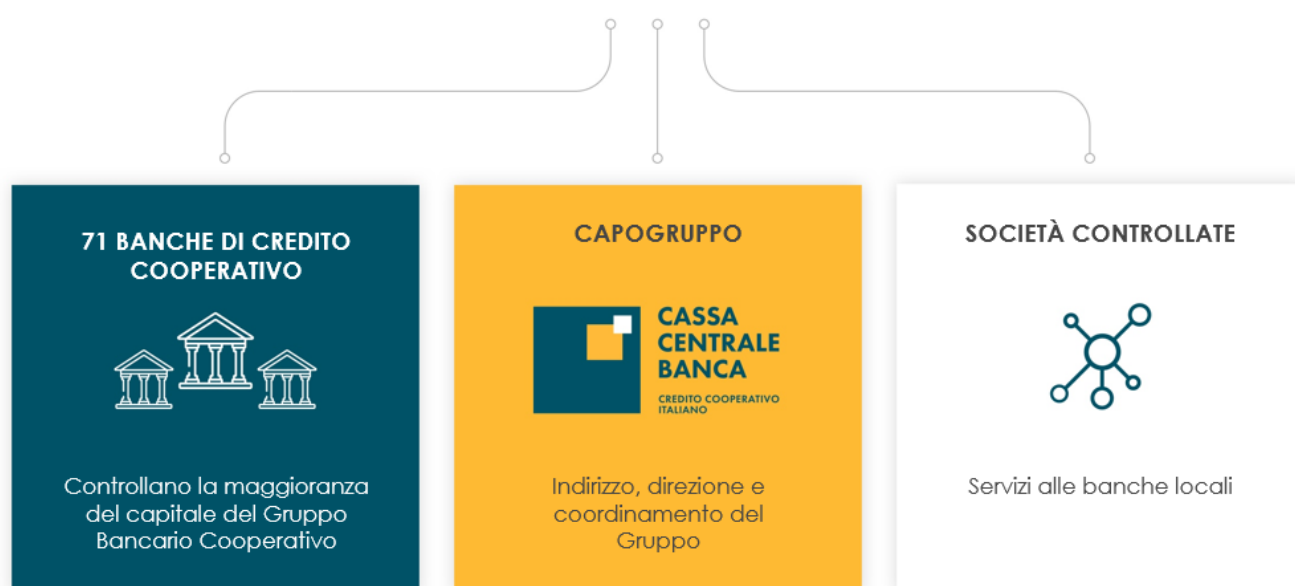 71 BANCHE DI CREDITO
COOPERATIVO
Controllano la maggioranza
del capitale del Gruppo
Bancario Cooperativo
CAPOGRUPPO
CASSA
CENTRALE
BANCA
CREDITO COOPERATIVO
ITALIANO
Indirizzo, direzione e
coordinamento del
Gruppo
SOCIETÀ CONTROLLATE
Servizi alle banche locali